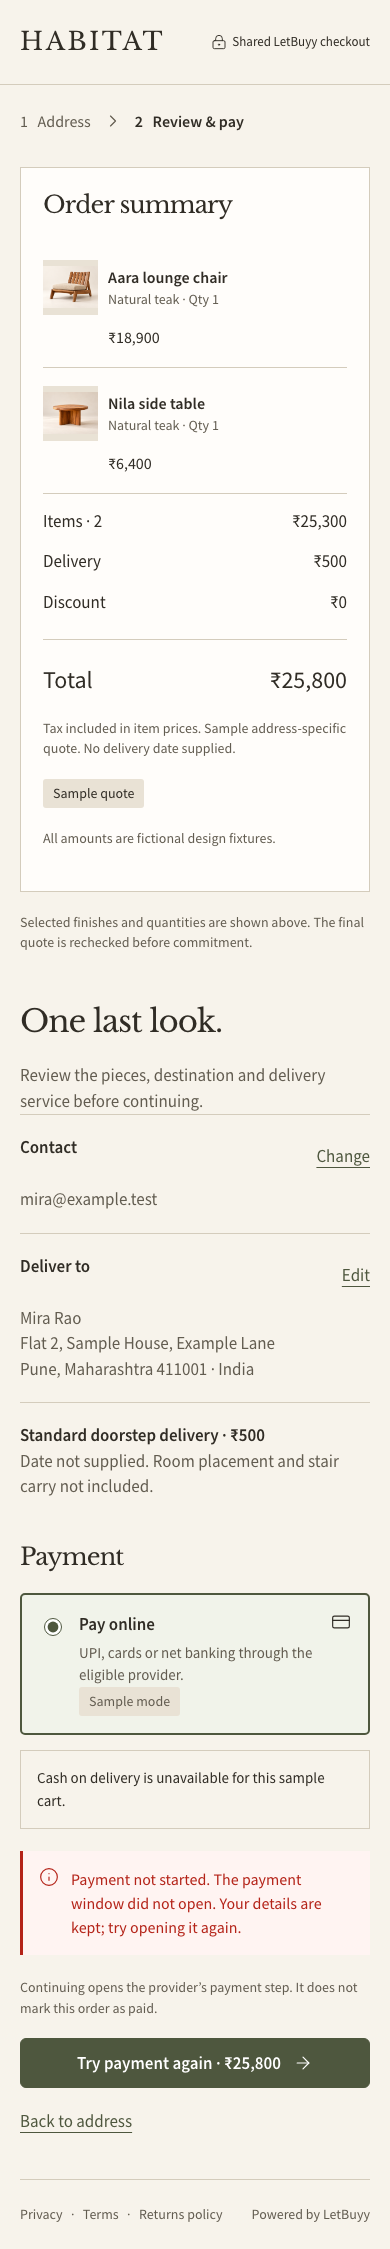 HABITAT
Shared LetBuyy checkout
1 Address
2 Review & pay
Order summary
Aara lounge chair
Natural teak · Qty 1
₹18,900
Nila side table
Natural teak · Qty 1
₹6,400
Items · 2 ₹25,300
Delivery ₹500
Discount ₹0
Total ₹25,800
Tax included in item prices. Sample address-specific
quote. No delivery date supplied.
Sample quote
All amounts are fictional design fixtures.
Selected finishes and quantities are shown above. The final
quote is rechecked before commitment.
One last look.
Review the pieces, destination and delivery
service before continuing.
Contact
Change
mira@example.test
Deliver to
Edit
Mira Rao
Flat 2, Sample House, Example Lane
Pune, Maharashtra 411001 · India
Standard doorstep delivery · ₹500
Date not supplied. Room placement and stair
carry not included.
Payment
Pay online
UPI, cards or net banking through the
eligible provider.
Sample mode
Cash on delivery is unavailable for this sample
cart.
Payment not started. The payment
window did not open. Your details are
kept; try opening it again.
Continuing opens the provider’s payment step. It does not
mark this order as paid.
Try payment again · ₹25,800
Back to address
Privacy · Terms · Returns policy
Powered by LetBuyy